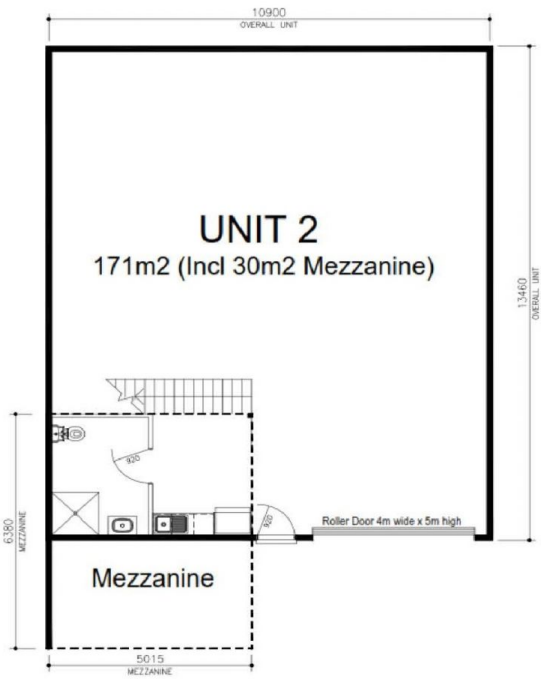 10900
OVERALL UNIT
UNIT 2
171m2 (Incl 30m2 Mezzanine)
13460
OVERALL UNIT
920
6380
MEZZANINE
920
Roller Door 4m wide x 5m high
Mezzanine
5015
MEZZANINE